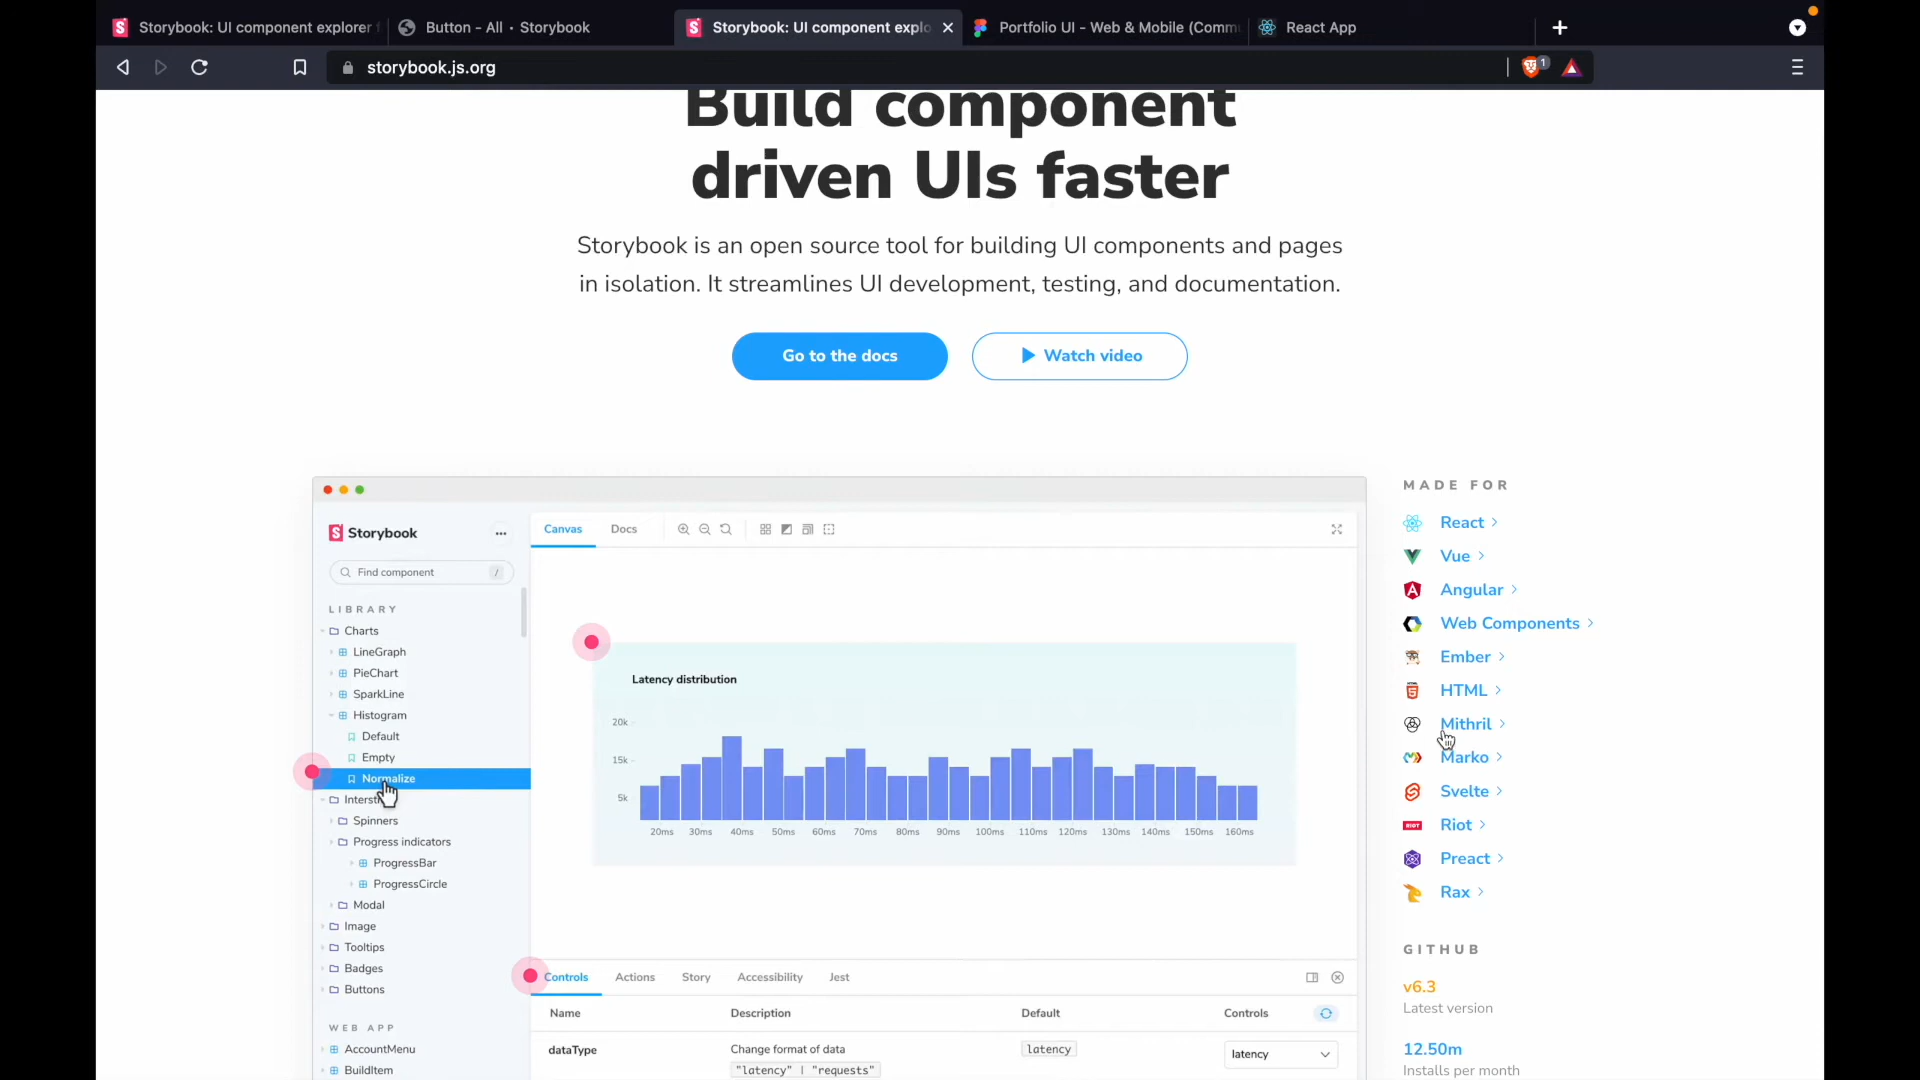 Storybook: UI component explorer f
Button - All · Storybook
Storybook: UI component explo
Portfolio UI - Web & Mobile (Commu
React App
storybook.js.org
1
Build component
driven UIs faster
Storybook is an open source tool for building UI components and pages
in isolation. It streamlines UI development, testing, and documentation.
Go to the docs
Watch video
Storybook
Find component
/
LIBRARY
Charts
LineGraph
PieChart
SparkLine
Histogram
Default
Empty
Normalize
Spinners
Progress indicators
ProgressBar
ProgressCircle
Modal
Image
Tooltips
Badges
Buttons
WEB APP
AccountMenu
BuildItem
Canvas
Docs
Latency distribution
20k
15k
5k
20ms 30ms 40ms 50ms 60ms 70ms 80ms 90ms 100ms 110ms 120ms 130ms 140ms 150ms 160ms
Controls Actions Story Accessibility Jest
Name Description Default Controls
dataType Change format of data latency latency
"latency" | "requests"
MADE FOR
React
Vue
Angular
Web Components
Ember
HTML
Mithril
Marko
Svelte
RIOT Riot
Preact
Rax
GITHUB
v6.3
Latest version
12.50m
Installs per month